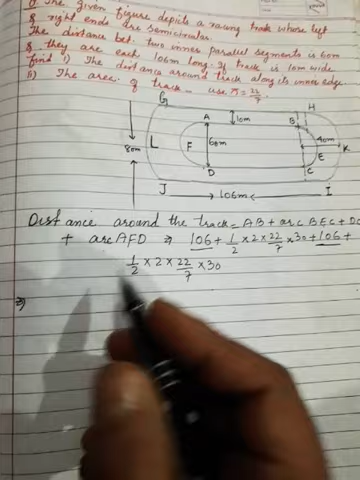 Q. The given figure depicts a racing track whose left
& right ends are semicircular.
The distance bet. two inner parallel segments is 60m
& they are each 106m long. If track is 10m wide
find i) The distance around track along its inner edge
ii) The area of track. use π = 22/7
G H
A B
10m
80m L F 60m 40m K
E
D C
J I
106m
Distance around the track = AB + arc BEC + DC
+ arc AFD ⇒ 106 + 1/2 × 2 × 22/7 × 30 + 106 +
1/2 × 2 × 22/7 × 30
⇒